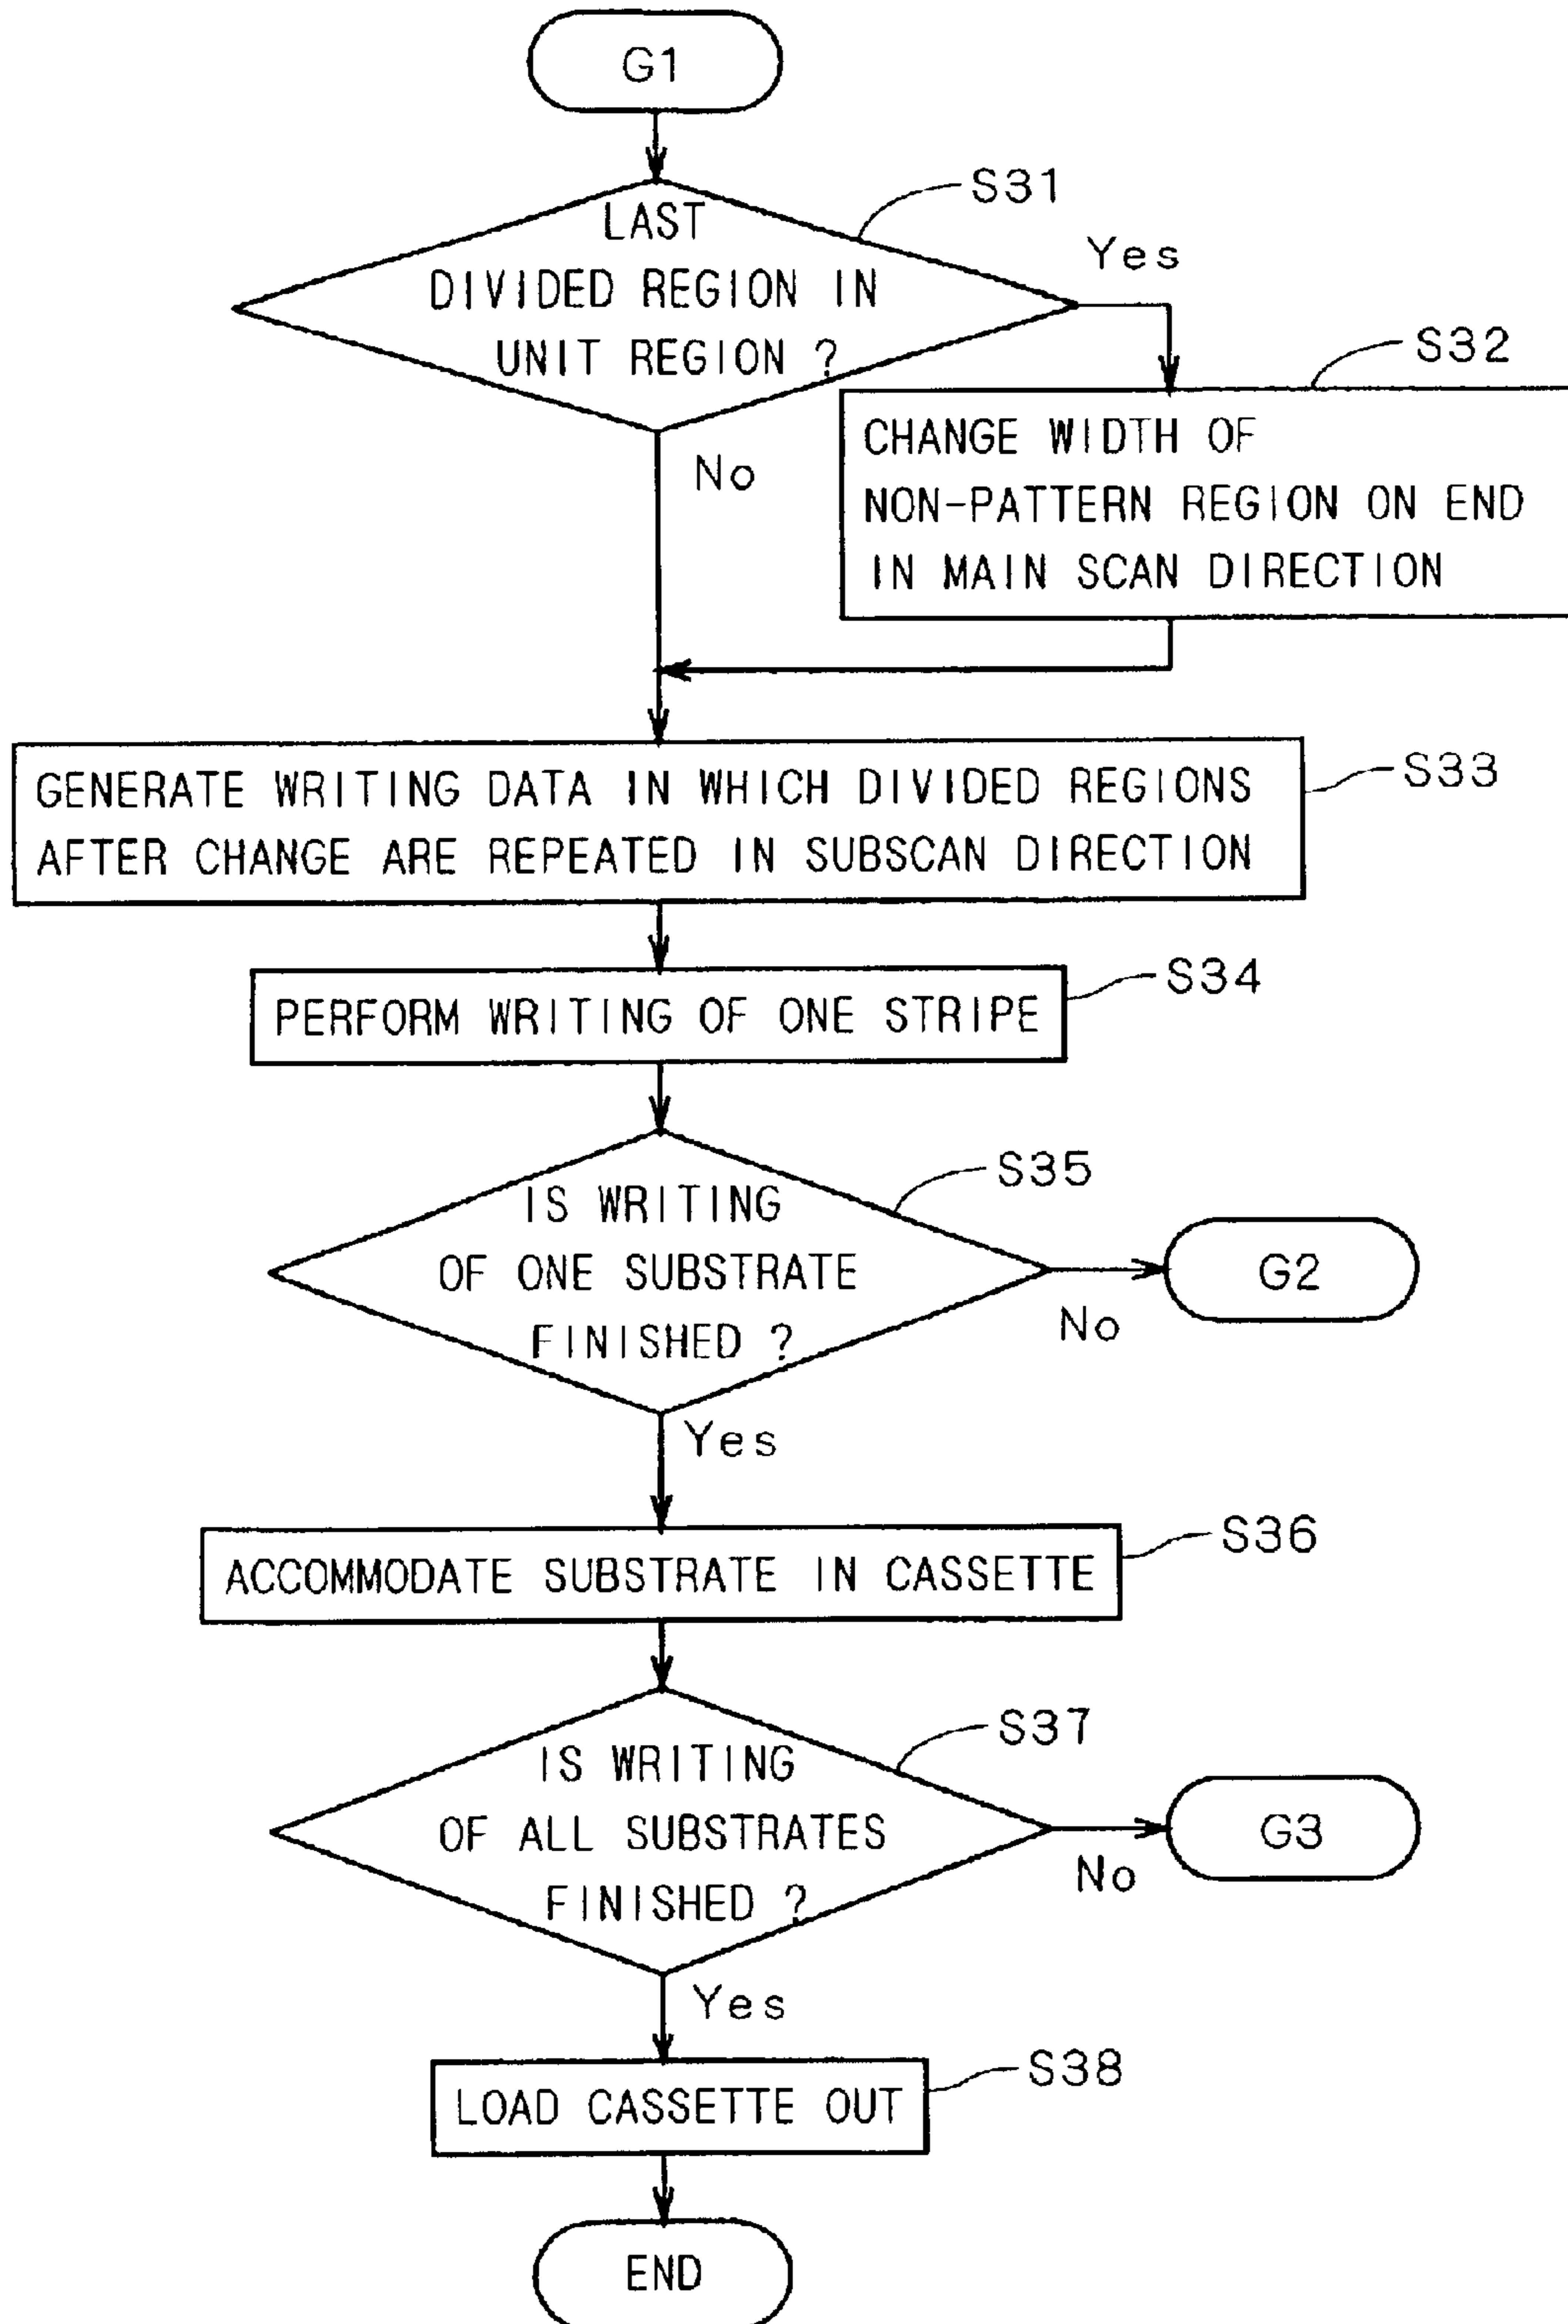 G1
S31
LAST
DIVIDED REGION IN
UNIT REGION ?
Yes
No
S32
CHANGE WIDTH OF
NON-PATTERN REGION ON END
IN MAIN SCAN DIRECTION
S33
GENERATE WRITING DATA IN WHICH DIVIDED REGIONS
AFTER CHANGE ARE REPEATED IN SUBSCAN DIRECTION
S34
PERFORM WRITING OF ONE STRIPE
S35
IS WRITING
OF ONE SUBSTRATE
FINISHED ?
No
G2
Yes
S36
ACCOMMODATE SUBSTRATE IN CASSETTE
S37
IS WRITING
OF ALL SUBSTRATES
FINISHED ?
No
G3
Yes
S38
LOAD CASSETTE OUT
END